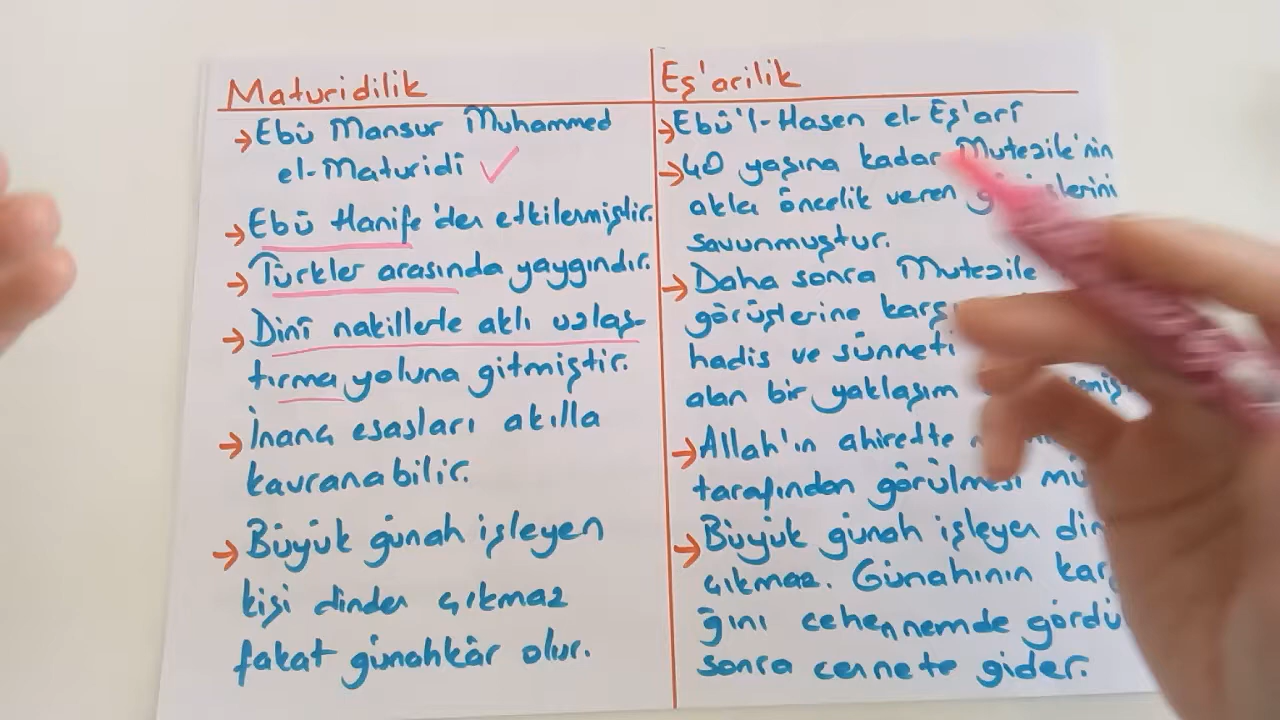 Maturidilik
→ Ebû Mansur Muhammed
el-Maturidî ✓
→ Ebû Hanife'den etkilenmiştir.
→ Türkler arasında yaygındır.
→ Dinî nakillerle aklı uzlaş-
tırma yoluna gitmiştir.
→ İnanç esasları akılla
kavranabilir.
→ Büyük günah işleyen
kişi dinden çıkmaz
fakat günahkâr olur.
Eş'arilik
→ Ebû'l-Hasen el-Eş'arî
→ 40 yaşına kadar Mutezile'nin
akla öncelik veren
savunmuştur.
→ Daha sonra Mutezile
görüşlerine
hadis ve sünneti
alan bir yaklaşım
→ Allah'ın ahirette
tarafından görülmesi
→ Büyük günah işleyen
çıkmaz. Günahının
ğını cehennemde
sonra cennete gider.